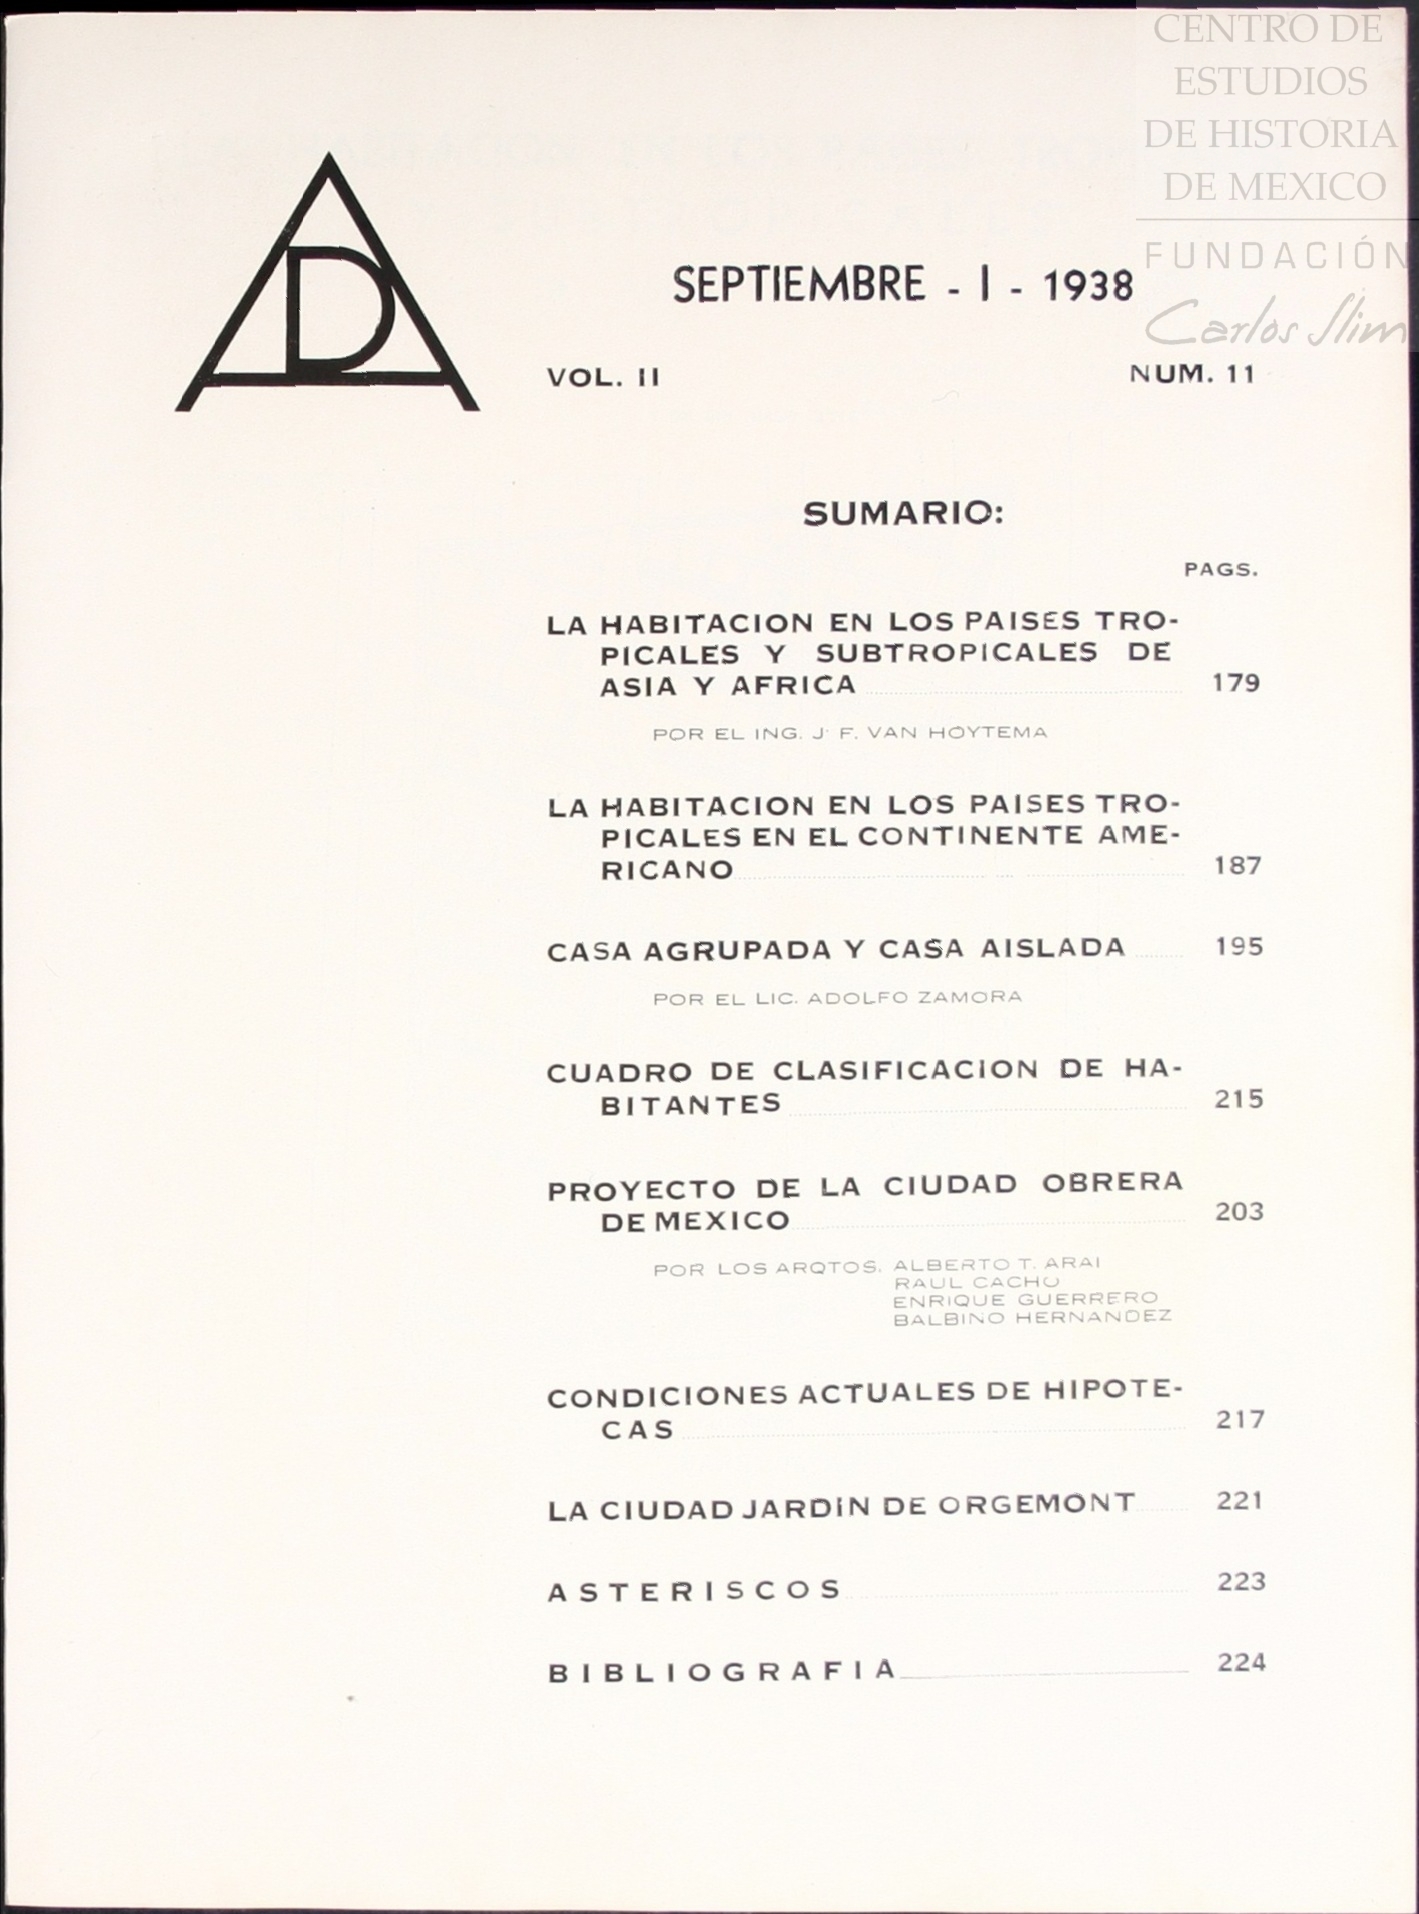 CENTRO DE
ESTUDIOS
DE HISTORIA
DE MEXICO
FUNDACIÓN
Carlos Slim
AD
SEPTIEMBRE - I - 1938
VOL. II NUM. 11
SUMARIO:
PAGS.
LA HABITACION EN LOS PAISES TRO-
PICALES Y SUBTROPICALES DE
ASIA Y AFRICA 179
POR EL ING. J. F. VAN HOYTEMA
LA HABITACION EN LOS PAISES TRO-
PICALES EN EL CONTINENTE AME-
RICANO 187
CASA AGRUPADA Y CASA AISLADA 195
POR EL LIC. ADOLFO ZAMORA
CUADRO DE CLASIFICACION DE HA-
BITANTES 215
PROYECTO DE LA CIUDAD OBRERA
DE MEXICO 203
POR LOS ARQTOS. ALBERTO T. ARAI
RAUL CACHO
ENRIQUE GUERRERO
BALBINO HERNANDEZ
CONDICIONES ACTUALES DE HIPOTE-
CAS 217
LA CIUDAD JARDIN DE ORGEMONT 221
ASTERISCOS 223
BIBLIOGRAFIA 224